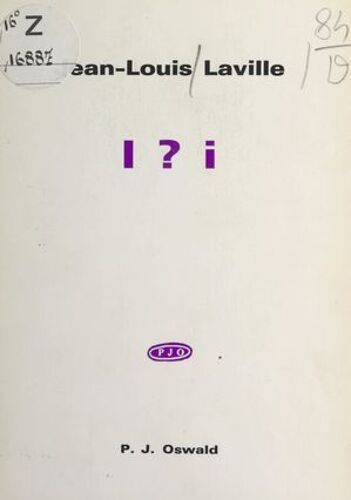 16° Z
16887
84
19
ean-Louis Laville
I ? i
PJO
P. J. Oswald